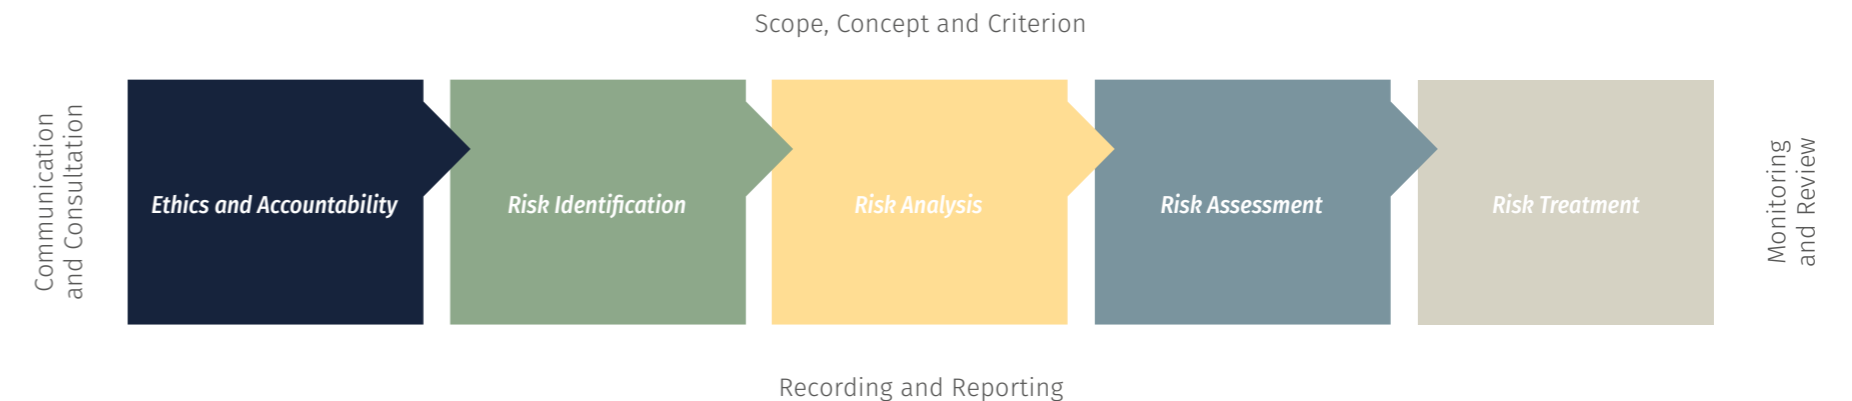 Scope, Concept and Criterion
Communication
and Consultation
Ethics and Accountability
Risk Identification
Risk Analysis
Risk Assessment
Risk Treatment
Monitoring
and Review
Recording and Reporting